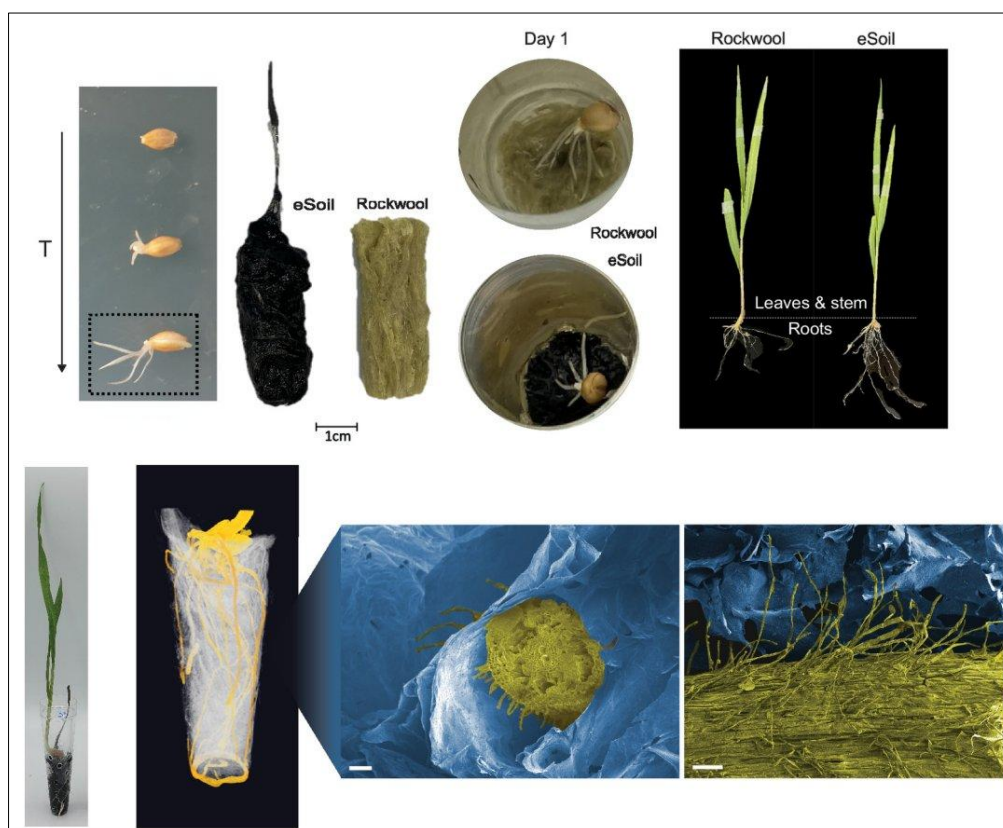 Day 1
Rockwool
eSoil
T
eSoil
Rockwool
Rockwool
eSoil
Leaves & stem
Roots
1cm